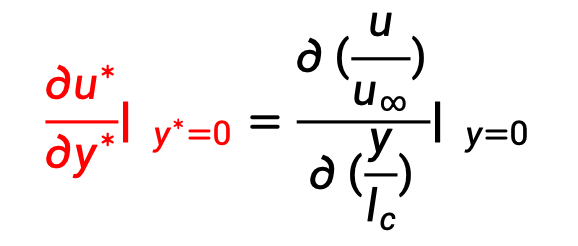 ∂u*/∂y* | y*=0 = ∂(u/u∞)/∂(y/lc) | y=0